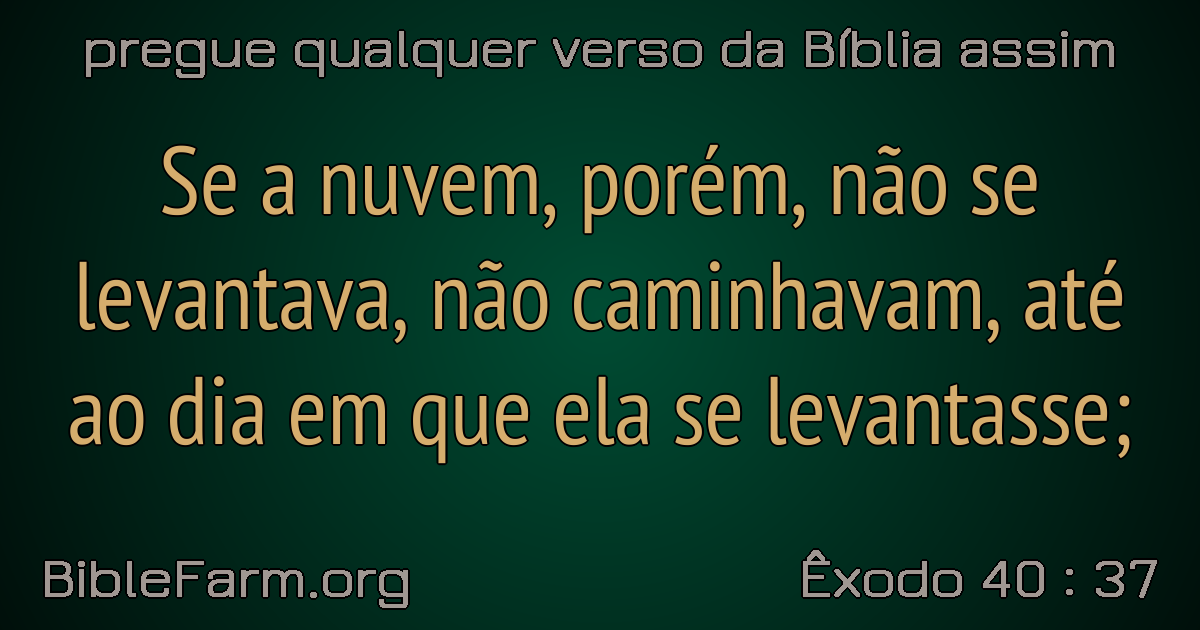 pregue qualquer verso da Bíblia assim
Se a nuvem, porém, não se
levantava, não caminhavam, até
ao dia em que ela se levantasse;
BibleFarm.org
Êxodo 40 : 37